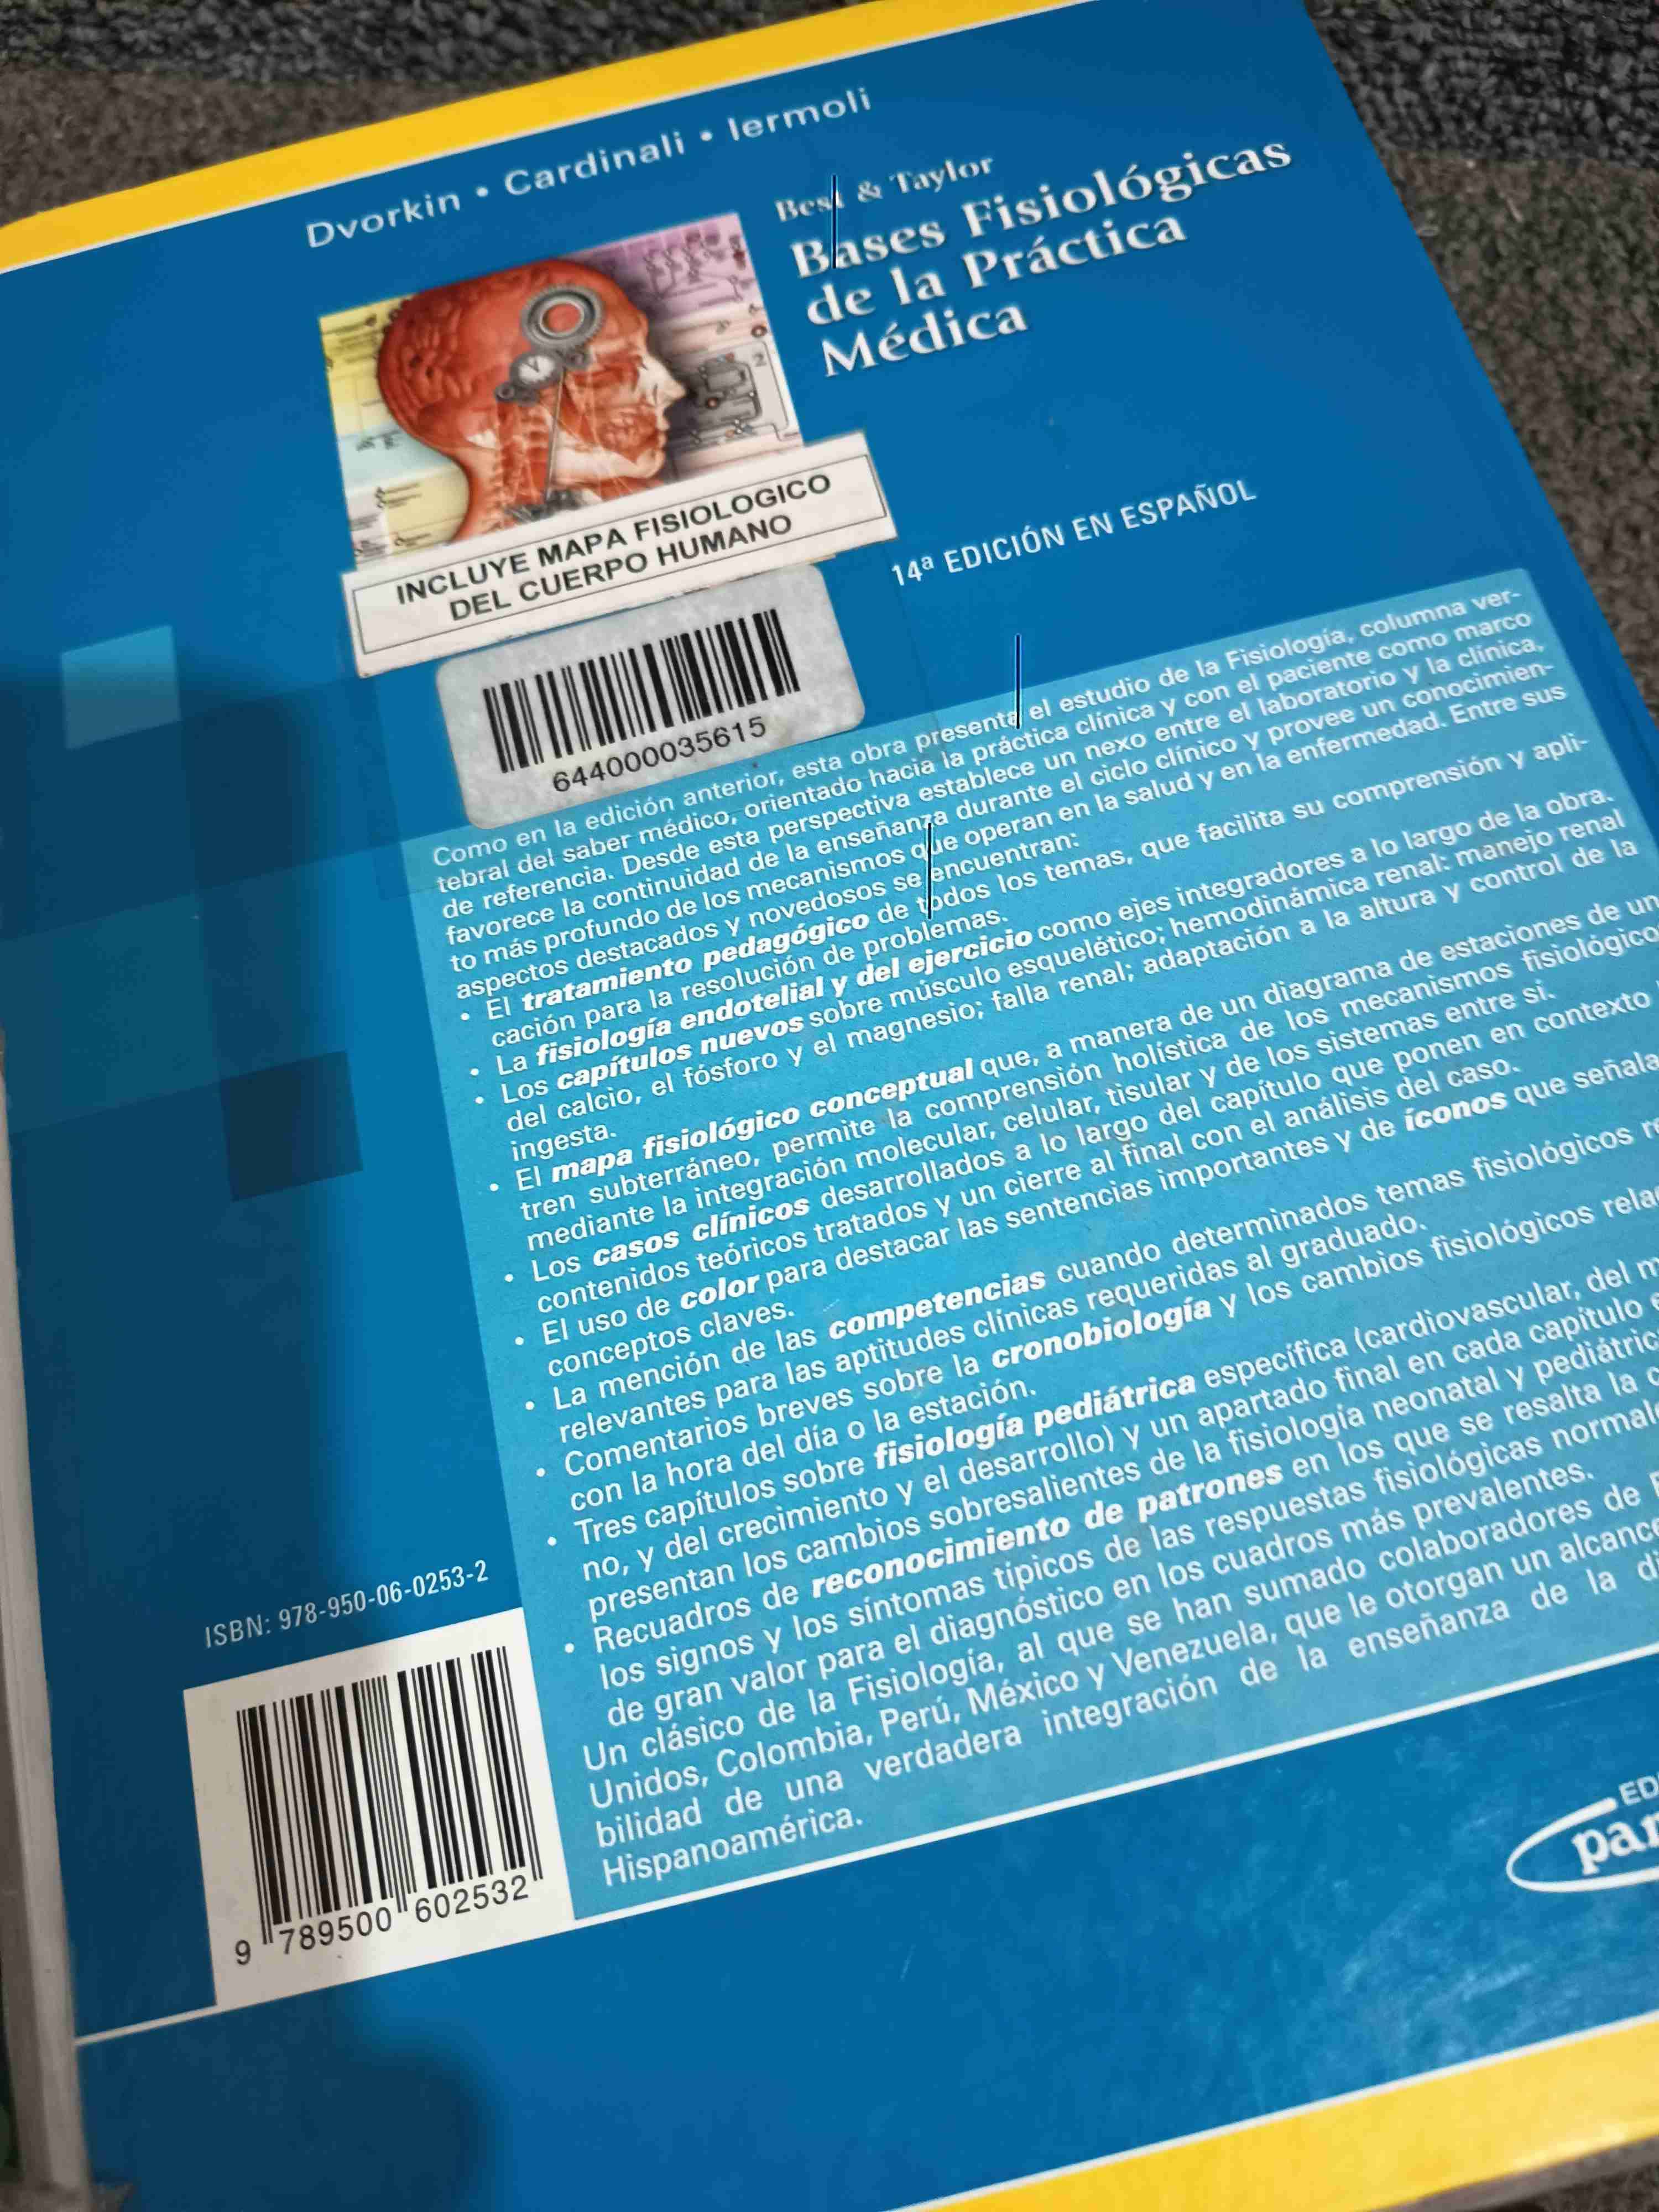 Dvorkin • Cardinali • Iermoli
Best & Taylor
Bases Fisiológicas
de la Práctica
Médica
INCLUYE MAPA FISIOLOGICO
DEL CUERPO HUMANO
14ª EDICIÓN EN ESPAÑOL
644000035615
Como en la edición anterior, esta obra presenta el estudio de la Fisiología, columna ver-
tebral del saber médico, orientado hacia la práctica clínica y con el paciente como marco
de referencia. Desde esta perspectiva establece un nexo entre el laboratorio y la clínica,
favorece la continuidad de la enseñanza durante el ciclo clínico y provee un conocimien-
to más profundo de los mecanismos que operan en la salud y en la enfermedad. Entre sus
aspectos destacados y novedosos se encuentran:
• El tratamiento pedagógico de todos los temas, que facilita su comprensión y apli-
cación para la resolución de problemas.
• La fisiología endotelial y del ejercicio como ejes integradores a lo largo de la obra.
• Los capítulos nuevos sobre músculo esquelético; hemodinámica renal; manejo renal
del calcio, el fósforo y el magnesio; falla renal; adaptación a la altura y control de la
ingesta.
• El mapa fisiológico conceptual que, a manera de un diagrama de estaciones de un
tren subterráneo, permite la comprensión holística de los mecanismos fisiológico
mediante la integración molecular, celular, tisular y de los sistemas entre sí.
• Los casos clínicos desarrollados a lo largo del capítulo que ponen en contexto
contenidos teóricos tratados y un cierre al final con el análisis del caso.
• El uso de color para destacar las sentencias importantes y de íconos que señala
conceptos claves.
• La mención de las competencias cuando determinados temas fisiológicos re
relevantes para las aptitudes clínicas requeridas al graduado.
• Comentarios breves sobre la cronobiología y los cambios fisiológicos rela
con la hora del día o la estación.
• Tres capítulos sobre fisiología pediátrica específica (cardiovascular, del m
no, y del crecimiento y el desarrollo) y un apartado final en cada capítulo
presentan los cambios sobresalientes de la fisiología neonatal y pediátric
• Recuadros de reconocimiento de patrones en los que se resalta la
los signos y los síntomas típicos de las respuestas fisiológicas normal
de gran valor para el diagnóstico en los cuadros más prevalentes.
Un clásico de la Fisiología, al que se han sumado colaboradores de
Unidos, Colombia, Perú, México y Venezuela, que le otorgan un alcance
bilidad de una verdadera integración de la enseñanza de la di
Hispanoamérica.
ISBN: 978-950-06-0253-2
9 789500 602532
ED
pan